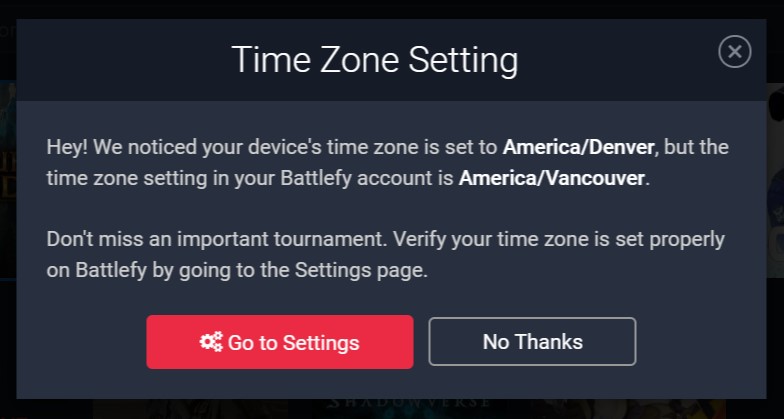 Time Zone Setting
Hey! We noticed your device's time zone is set to America/Denver, but the
time zone setting in your Battlefy account is America/Vancouver.
Don't miss an important tournament. Verify your time zone is set properly
on Battlefy by going to the Settings page.
Go to Settings
No Thanks
SHADOWVERSE